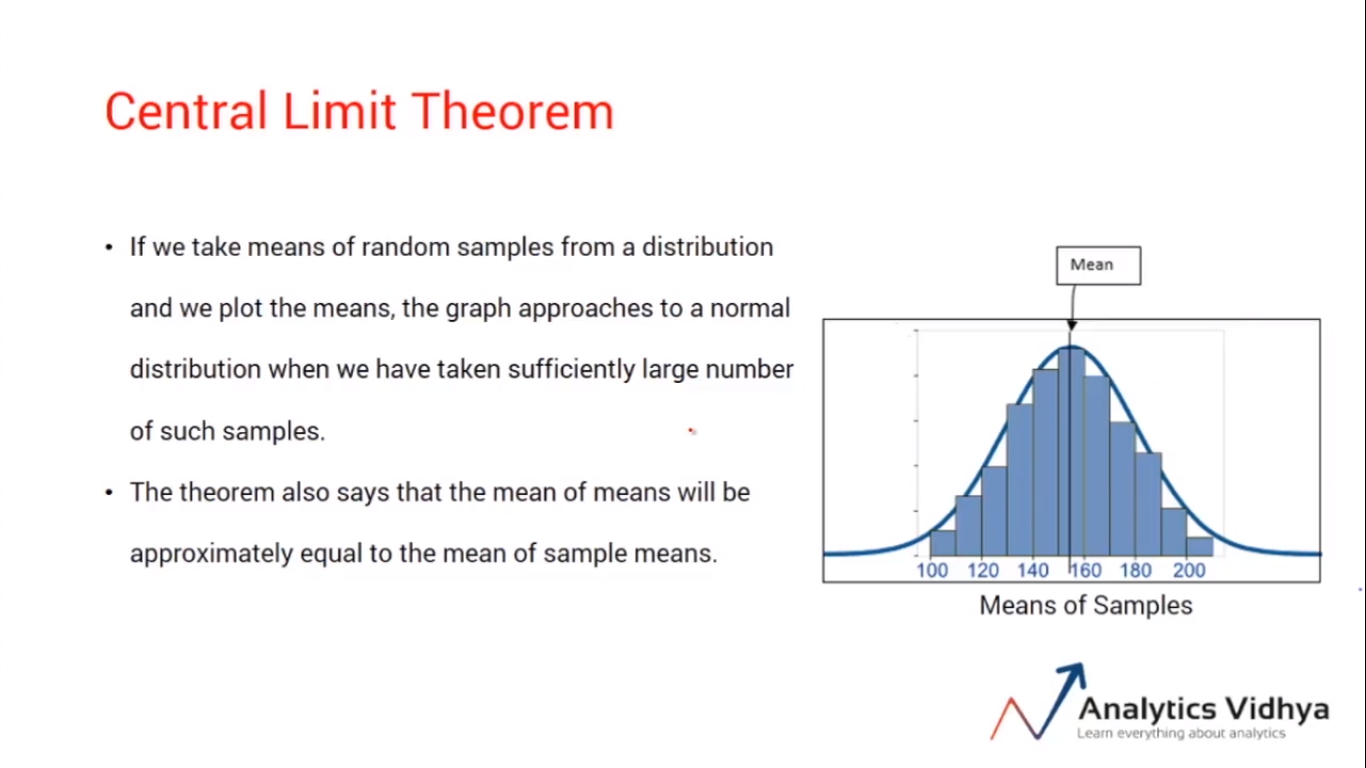 Central Limit Theorem
• If we take means of random samples from a distribution
and we plot the means, the graph approaches to a normal
distribution when we have taken sufficiently large number
of such samples.
• The theorem also says that the mean of means will be
approximately equal to the mean of sample means.
Mean
100 120 140 160 180 200
Means of Samples
Analytics Vidhya
Learn everything about analytics